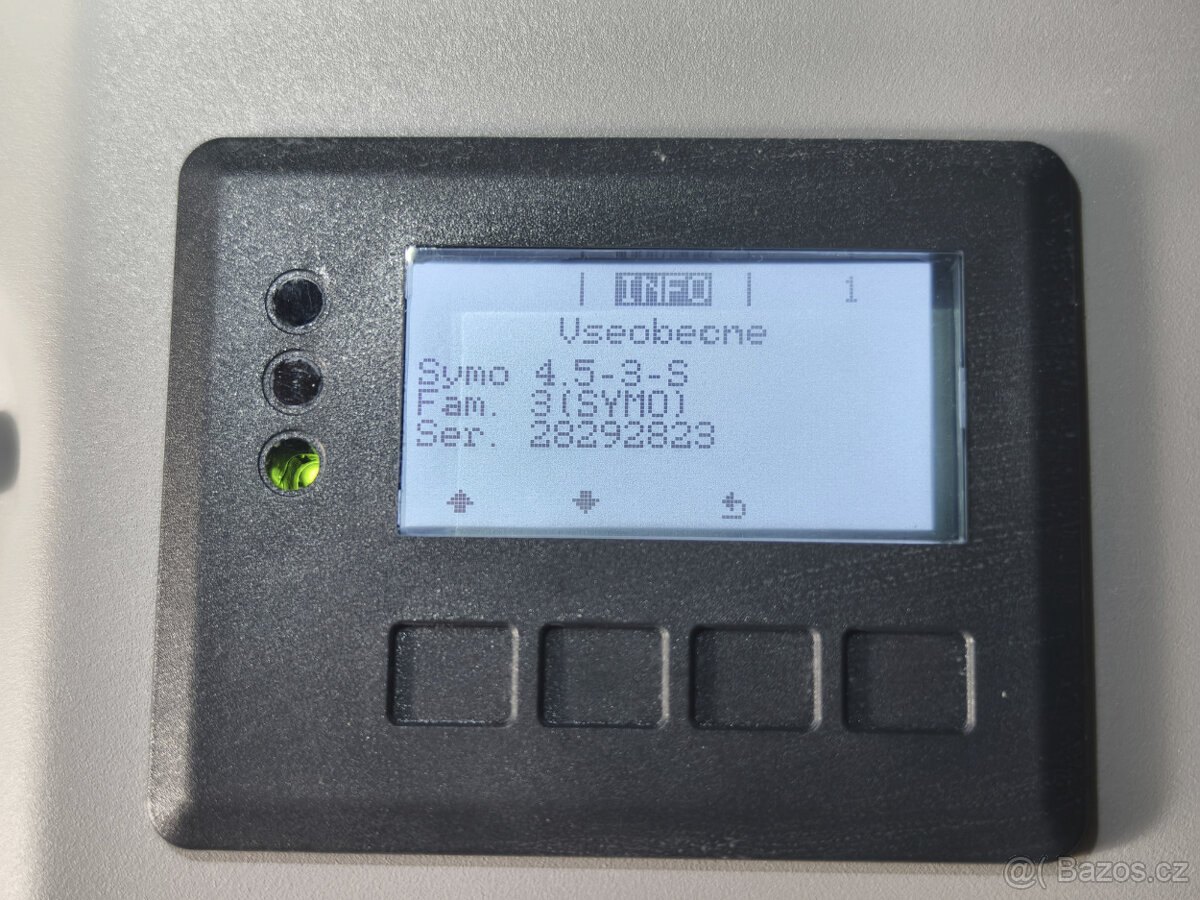 | INFO | 1
Vseobecne
Symo 4.5-3-S
Fam. 3(SYMO)
Ser. 28292823
@( Bazos.cz